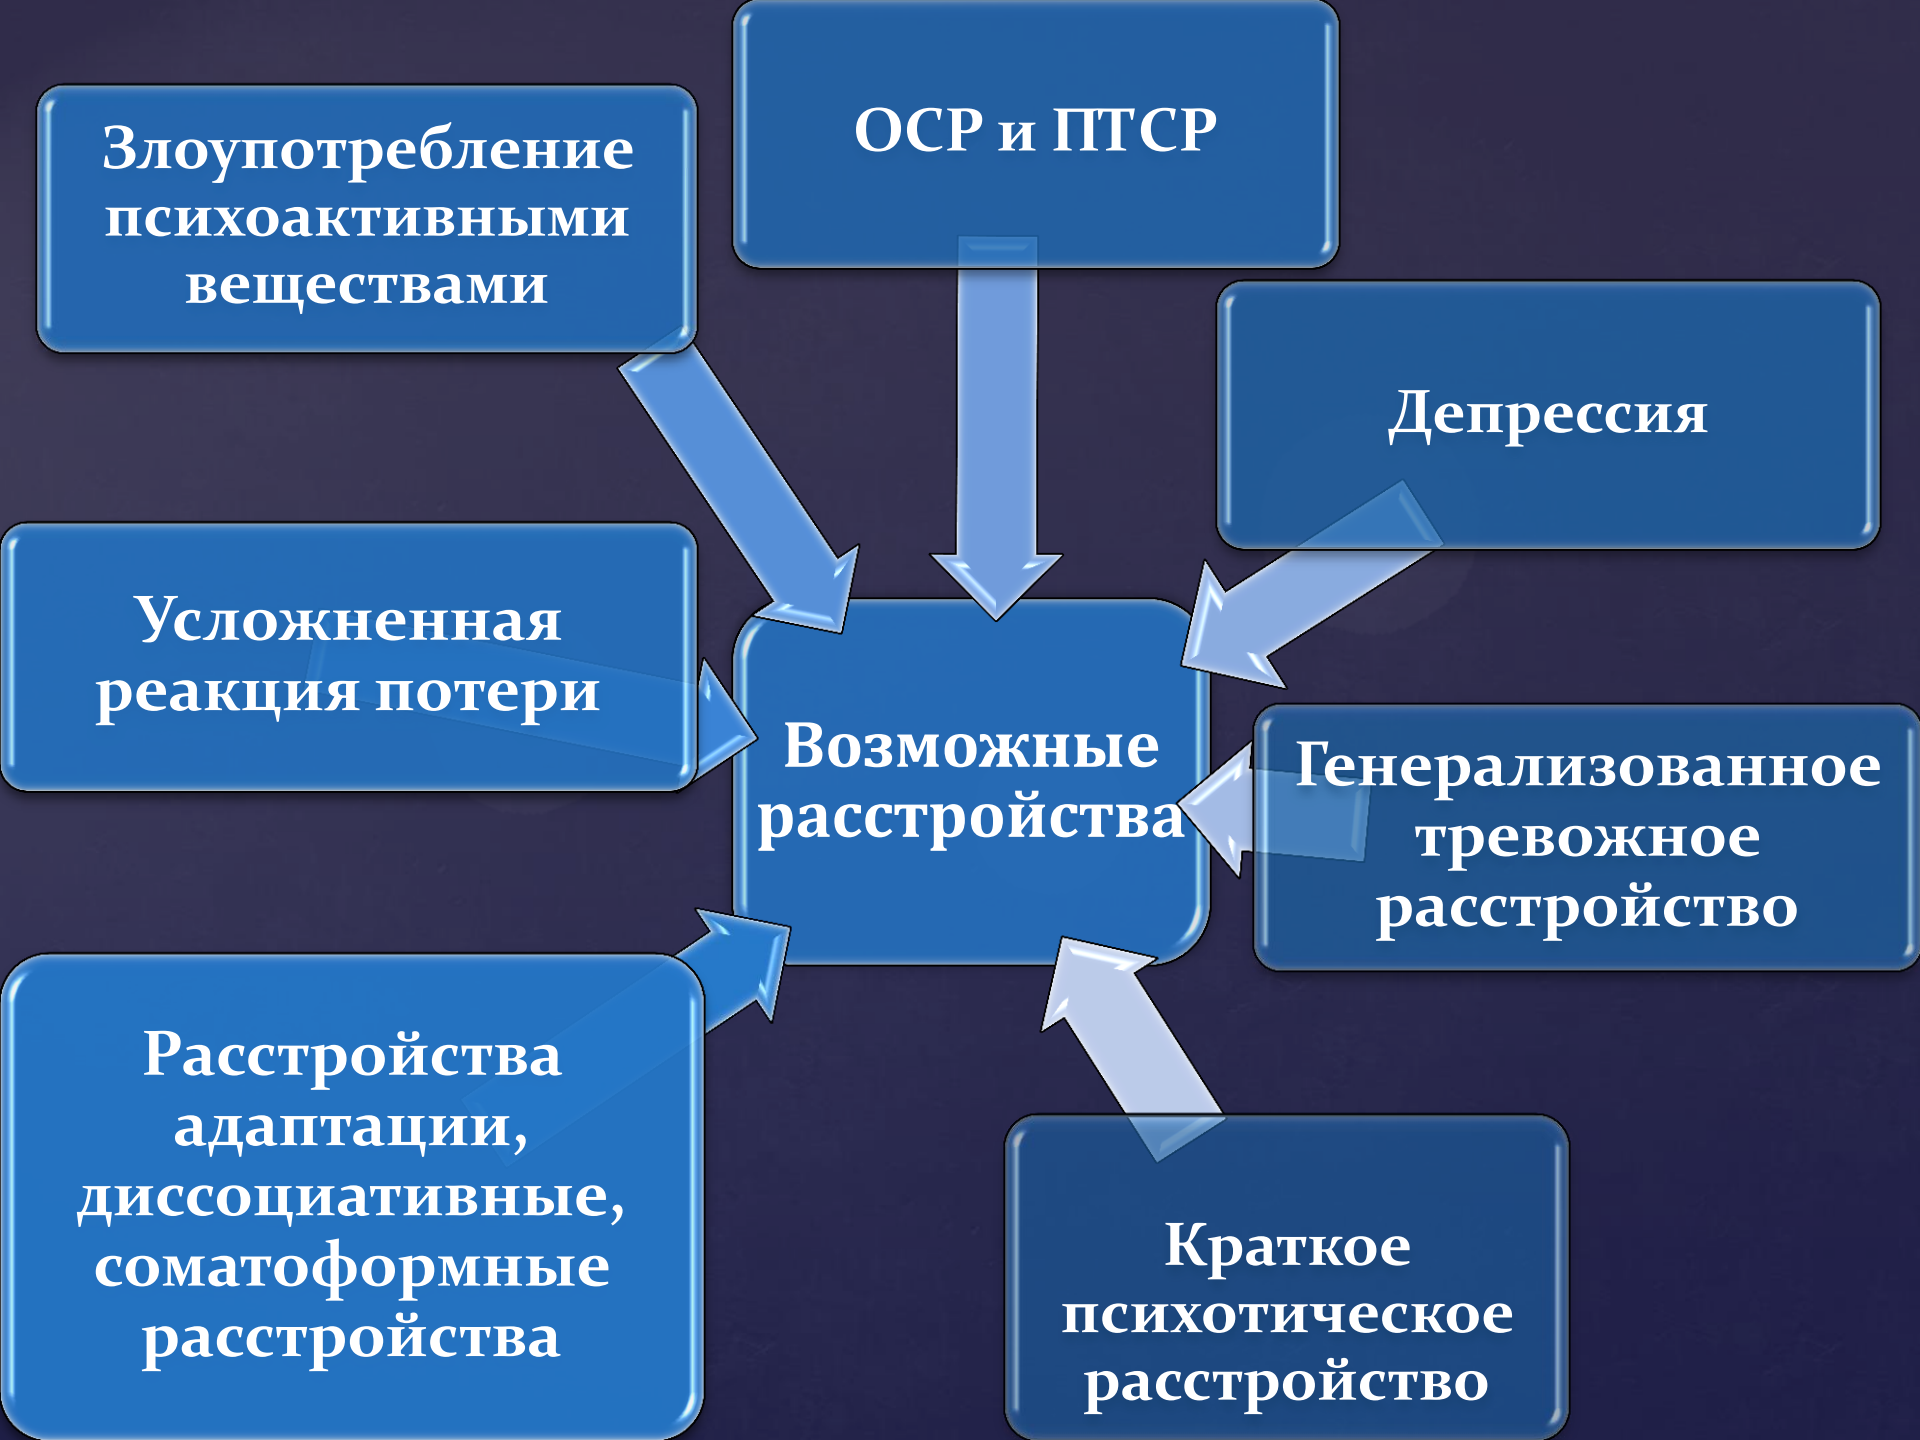 ОСР и ПТСР
Злоупотребление
психоактивными
веществами
Депрессия
Усложненная
реакция потери
Возможные
расстройства
Генерализованное
тревожное
расстройство
Расстройства
адаптации,
диссоциативные,
соматоформные
расстройства
Краткое
психотическое
расстройство